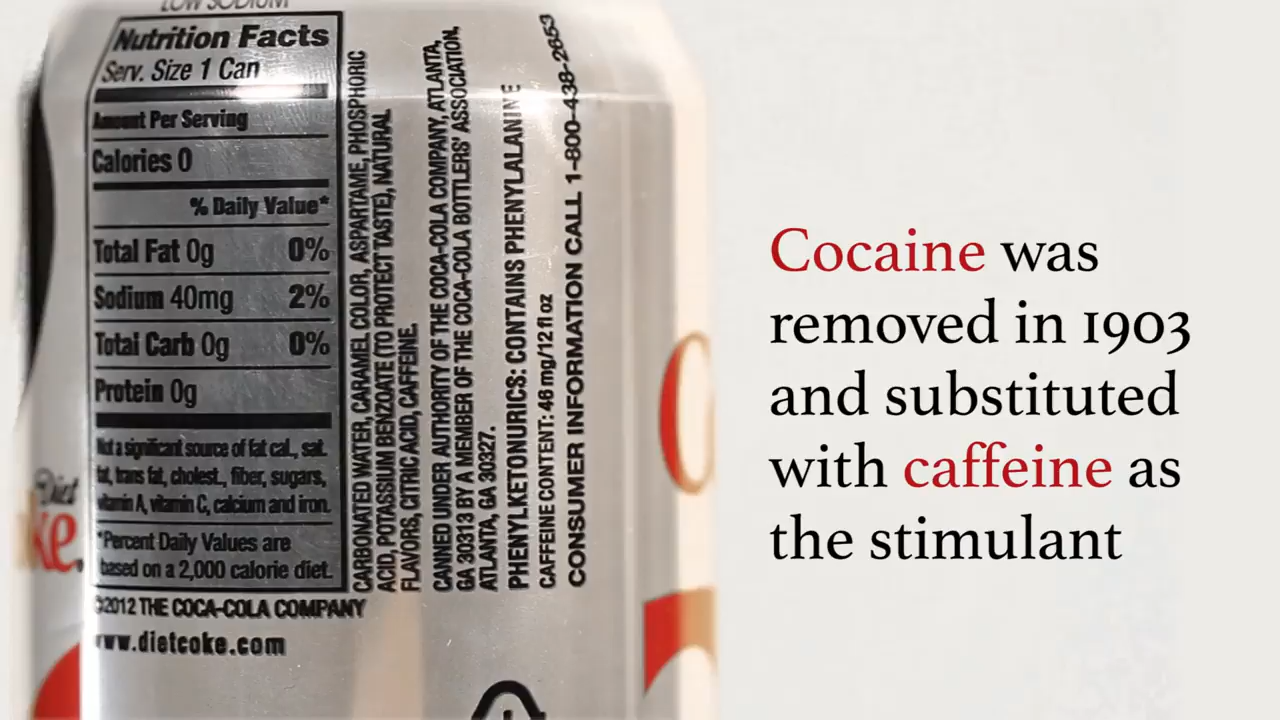 LOW SODIUM
Nutrition Facts
Serv. Size 1 Can
Amount Per Serving
Calories 0
% Daily Value*
Total Fat 0g 0%
Sodium 40mg 2%
Total Carb 0g 0%
Protein 0g
Not a significant source of fat cal., sat.
fat, trans fat, cholest., fiber, sugars,
vitamin A, vitamin C, calcium and iron.
*Percent Daily Values are
based on a 2,000 calorie diet.
©2012 THE COCA-COLA COMPANY
www.dietcoke.com
CARBONATED WATER, CARAMEL COLOR, ASPARTAME, PHOSPHORIC
ACID, POTASSIUM BENZOATE (TO PROTECT TASTE), NATURAL
FLAVORS, CITRIC ACID, CAFFEINE.
CANNED UNDER AUTHORITY OF THE COCA-COLA COMPANY, ATLANTA,
GA 30313 BY A MEMBER OF THE COCA-COLA BOTTLERS' ASSOCIATION,
ATLANTA, GA 30327.
PHENYLKETONURICS: CONTAINS PHENYLALANINE
CAFFEINE CONTENT: 46 mg/12 fl oz
CONSUMER INFORMATION CALL 1-800-438-2653
Diet
ke.
Cocaine was
removed in 1903
and substituted
with caffeine as
the stimulant